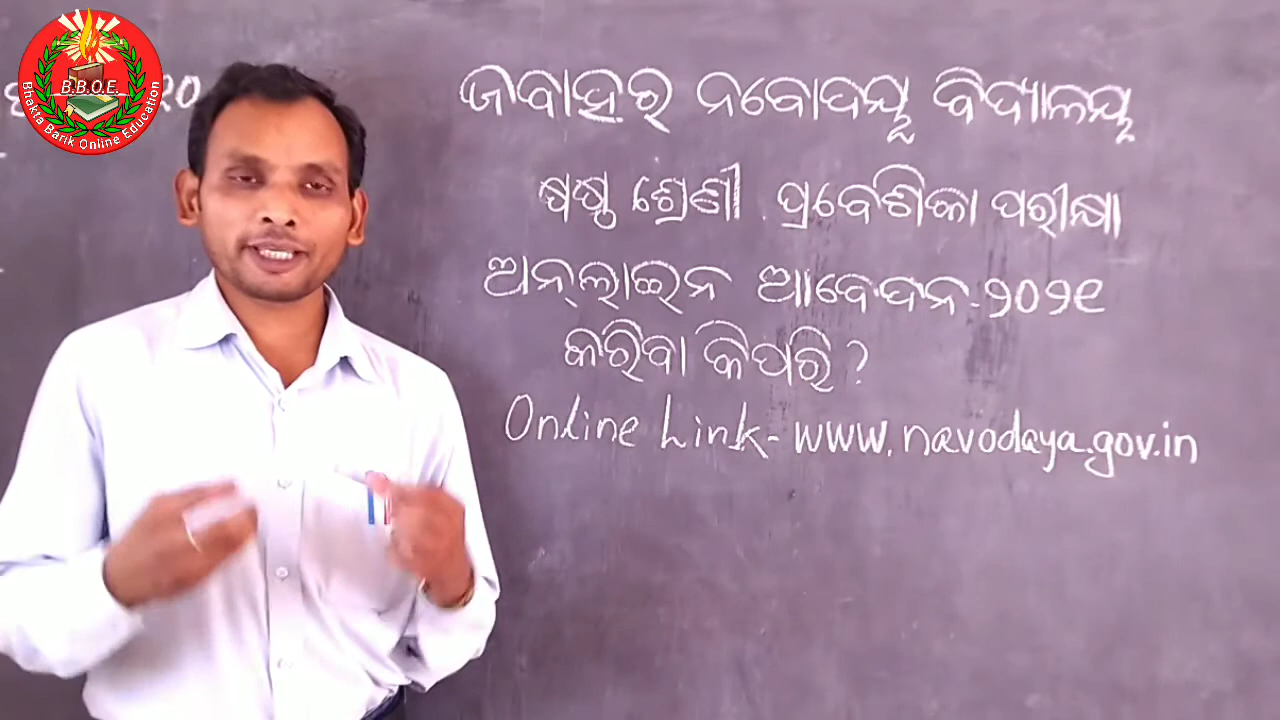 B.B.O.E.
Bhakta Barik Online Education
ଜବାହର ନବୋଦୟ ବିଦ୍ୟାଳୟ
ଷଷ୍ଠ ଶ୍ରେଣୀ ପ୍ରବେଶିକା ପରୀକ୍ଷା
ଅନ୍‌ଲାଇନ ଆବେଦନ-୨୦୨୧
କରିବା କିପରି ?
Online Link- www.navodaya.gov.in